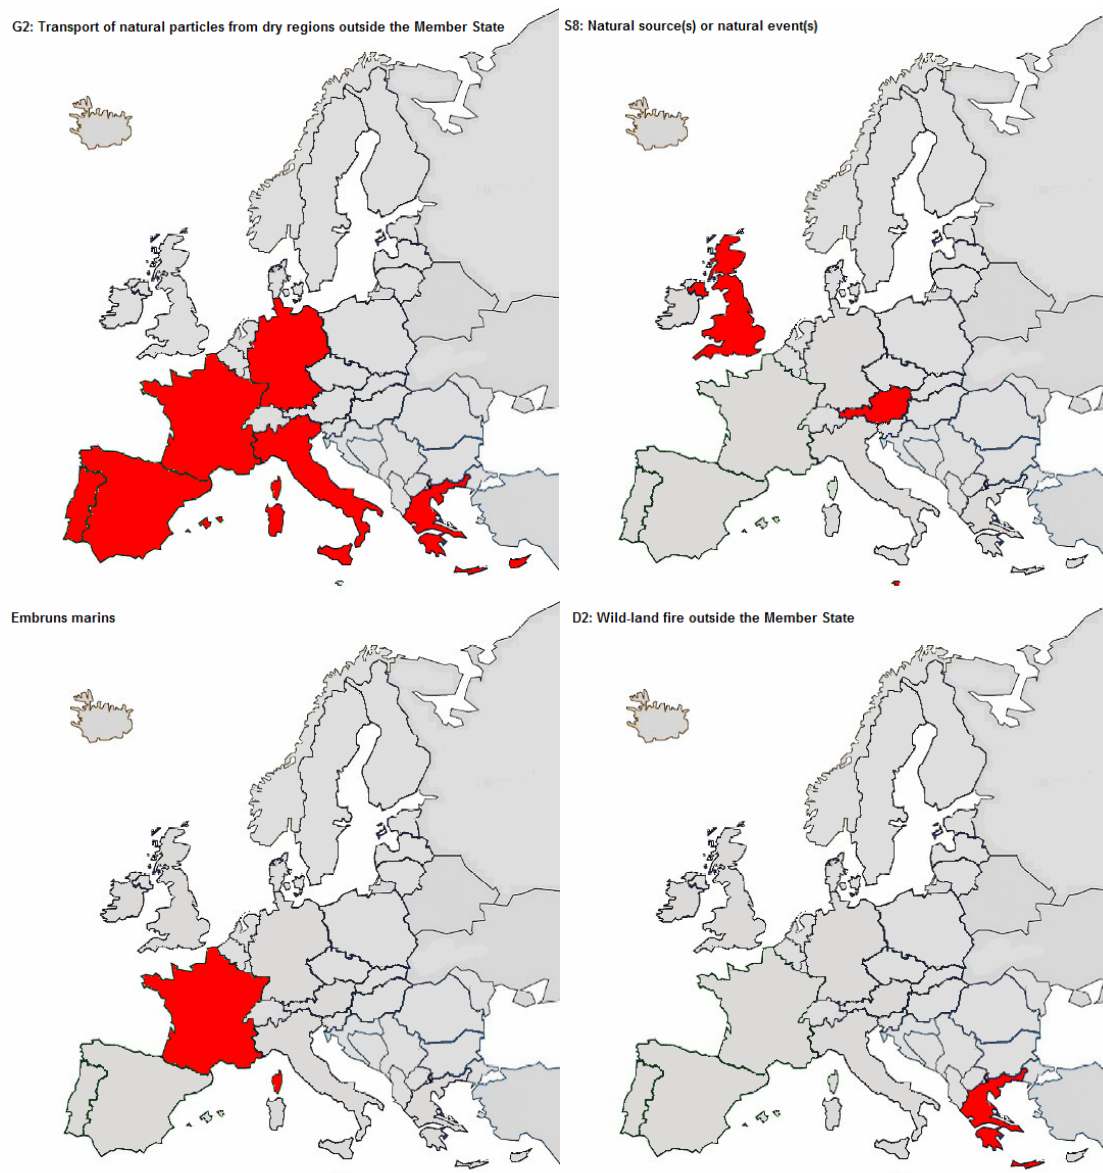 G2: Transport of natural particles from dry regions outside the Member State
S8: Natural source(s) or natural event(s)
Embruns marins
D2: Wild-land fire outside the Member State